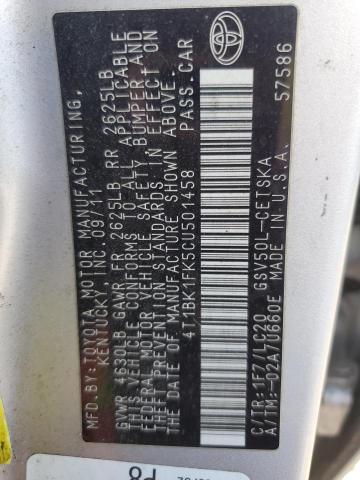 MFD.BY:TOYOTA MOTOR MANUFACTURING,
KENTUCKY, INC. 09/11
GVWR 4630LB GAWR FR 2625LB RR 2625LB
THIS VEHICLE CONFORMS TO ALL APPLICABLE
FEDERAL MOTOR VEHICLE SAFETY, BUMPER, AND
THEFT PREVENTION STANDARDS IN EFFECT ON
THE DATE OF MANUFACTURE SHOWN ABOVE.
4T1BK1FK5CU501458 PASS.CAR
C/TR:1F7/LC20 GSV50L-CETSKA
A/TM:-02A/U660E MADE IN U.S.A.
57586
P8